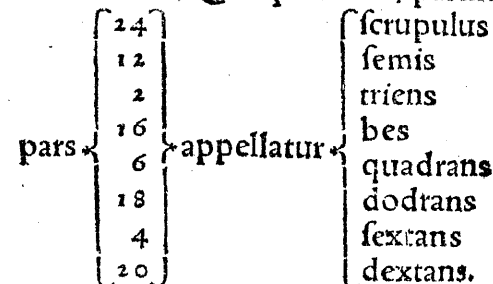 24 ſcrupulus
12 ſemis
2 triens
pars 16 appellatur bes
6 quadrans
18 dodrans
4 ſextans
20 dextans.